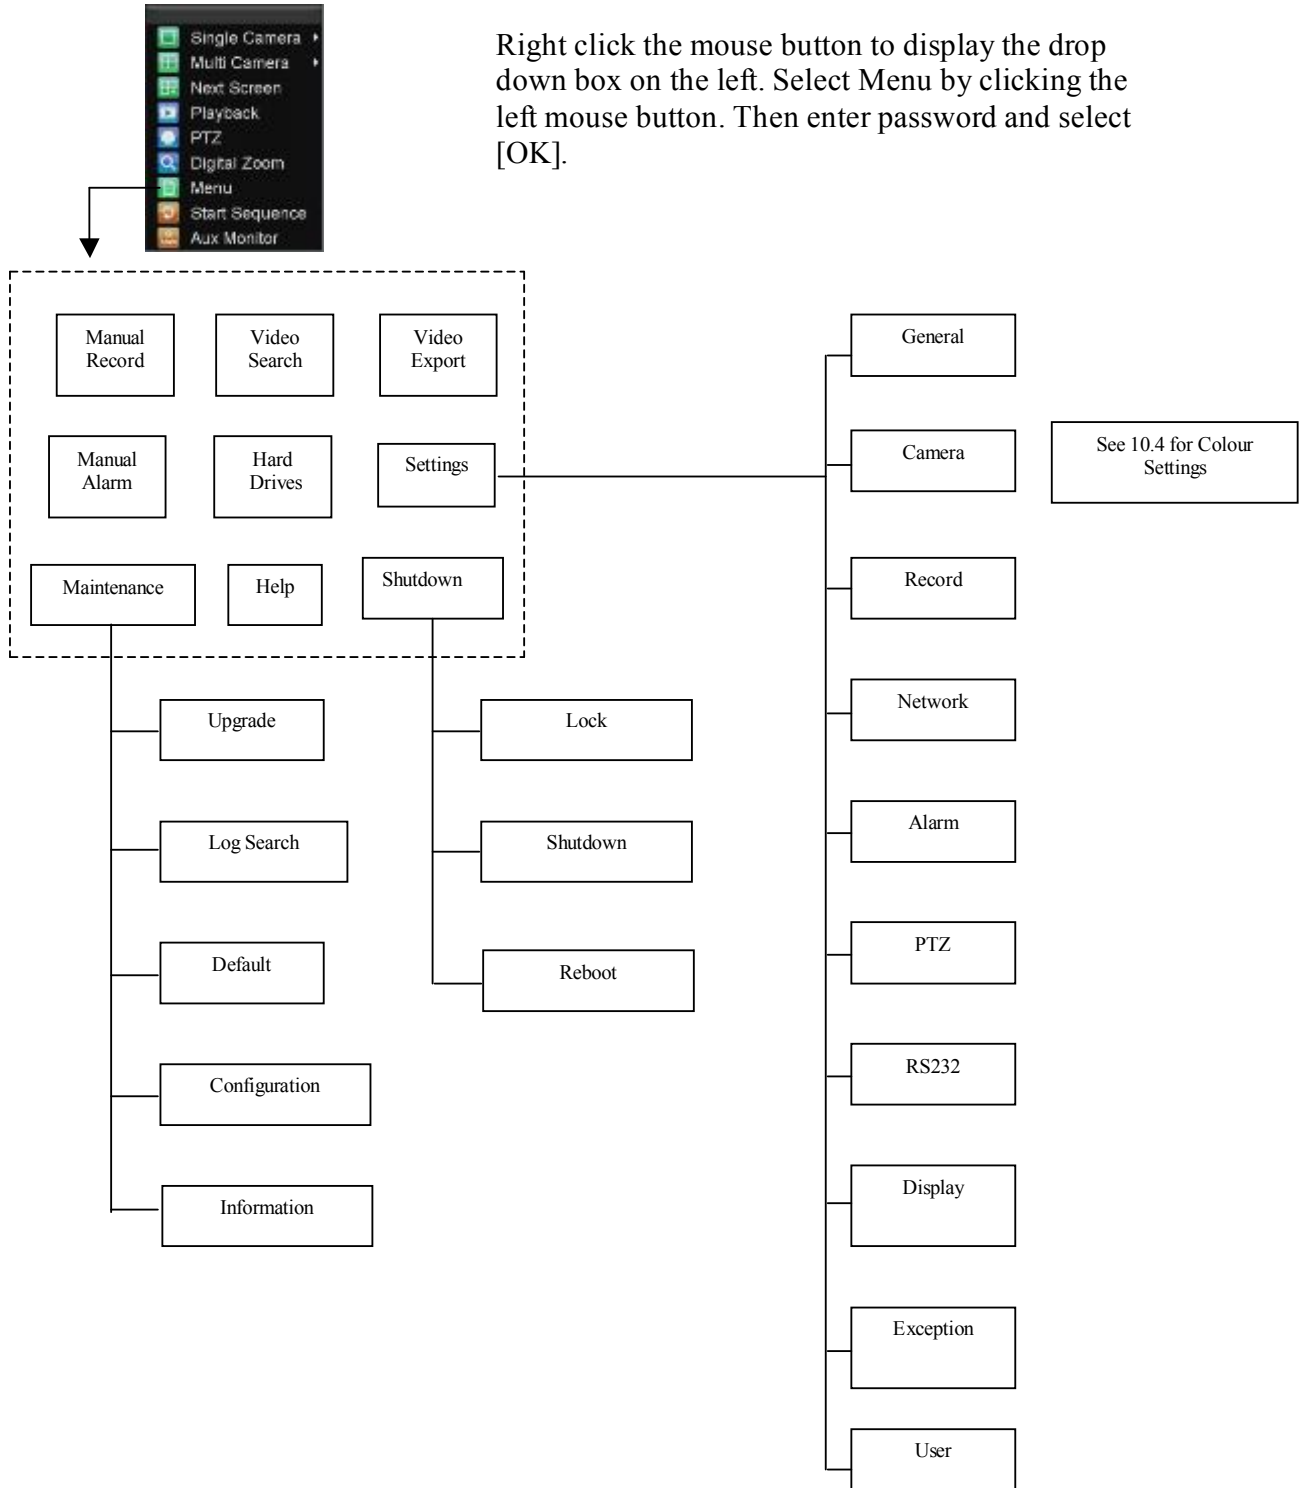 Single Camera
Multi Camera
Next Screen
Playback
PTZ
Digital Zoom
Menu
Start Sequence
Aux Monitor
Right click the mouse button to display the drop
down box on the left. Select Menu by clicking the
left mouse button. Then enter password and select
[OK].
Manual
Record
Video
Search
Video
Export
Manual
Alarm
Hard
Drives
Settings
Maintenance
Help
Shutdown
Upgrade
Log Search
Default
Configuration
Information
Lock
Shutdown
Reboot
General
Camera
See 10.4 for Colour
Settings
Record
Network
Alarm
PTZ
RS232
Display
Exception
User